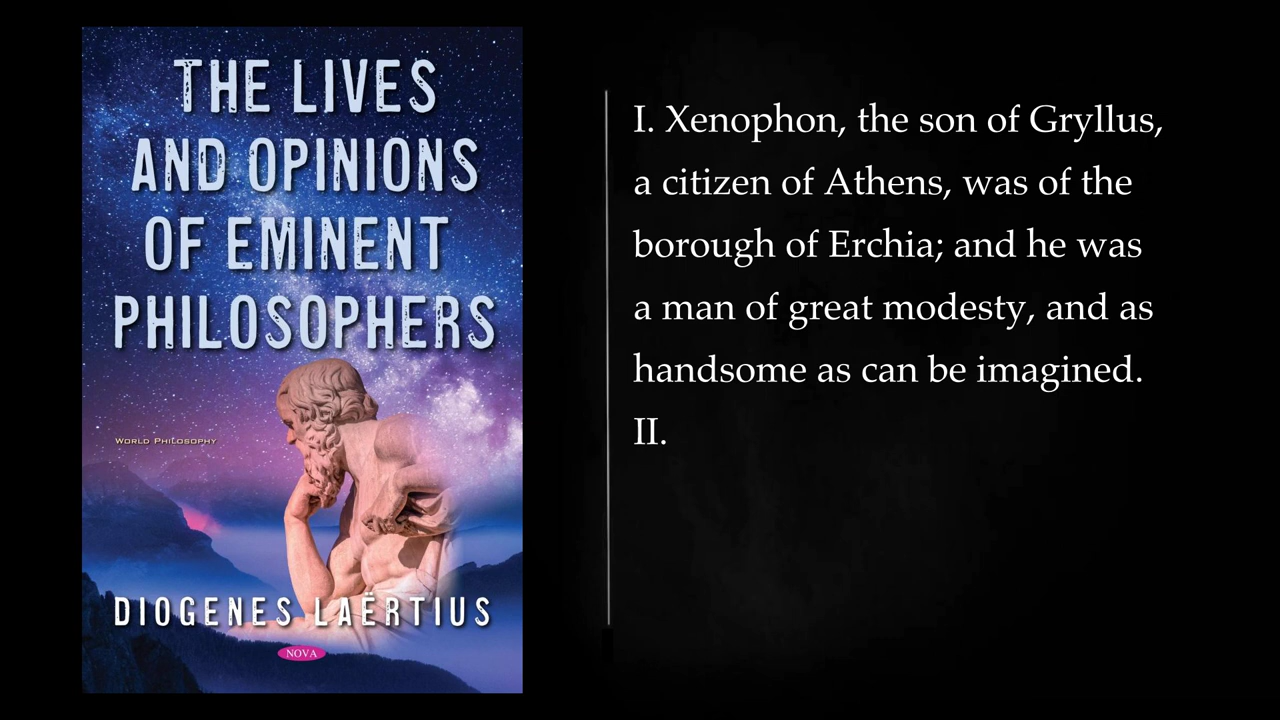 THE LIVES
AND OPINIONS
OF EMINENT
PHILOSOPHERS
WORLD PHILOSOPHY
DIOGENES LAËRTIUS
NOVA
I. Xenophon, the son of Gryllus,
a citizen of Athens, was of the
borough of Erchia; and he was
a man of great modesty, and as
handsome as can be imagined.
II.